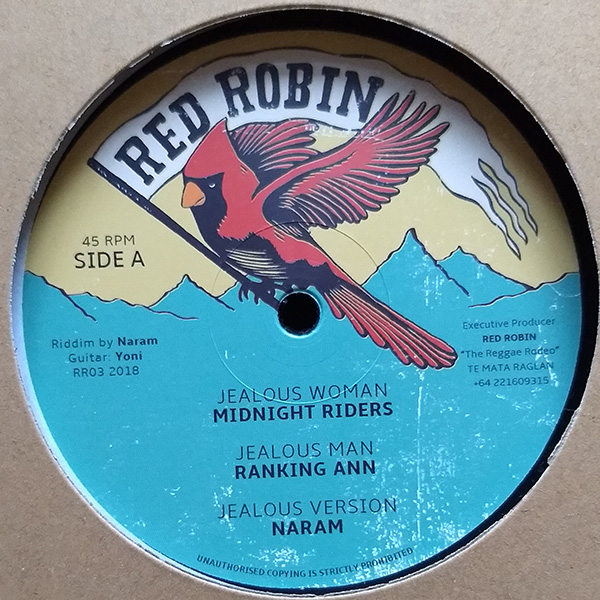 RED ROBIN
45 RPM
SIDE A
Riddim by Naram
Guitar: Yoni
RR03 2018
Executive Producer
RED ROBIN
"The Reggae Rodeo"
TE MATA RAGLAN
+64 221609315
JEALOUS WOMAN
MIDNIGHT RIDERS
JEALOUS MAN
RANKING ANN
JEALOUS VERSION
NARAM
UNAUTHORISED COPYING IS STRICTLY PROHIBITED